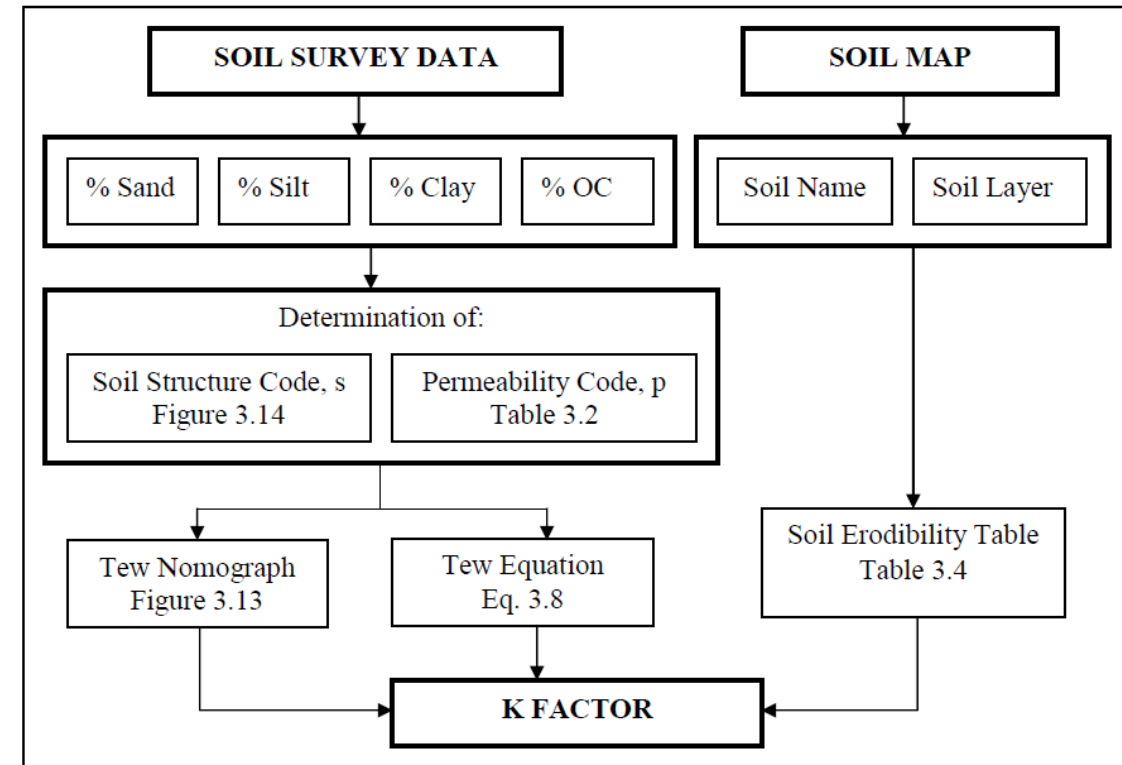 SOIL SURVEY DATA
SOIL MAP
% Sand
% Silt
% Clay
% OC
Soil Name
Soil Layer
Determination of:
Soil Structure Code, s
Figure 3.14
Permeability Code, p
Table 3.2
Tew Nomograph
Figure 3.13
Tew Equation
Eq. 3.8
Soil Erodibility Table
Table 3.4
K FACTOR